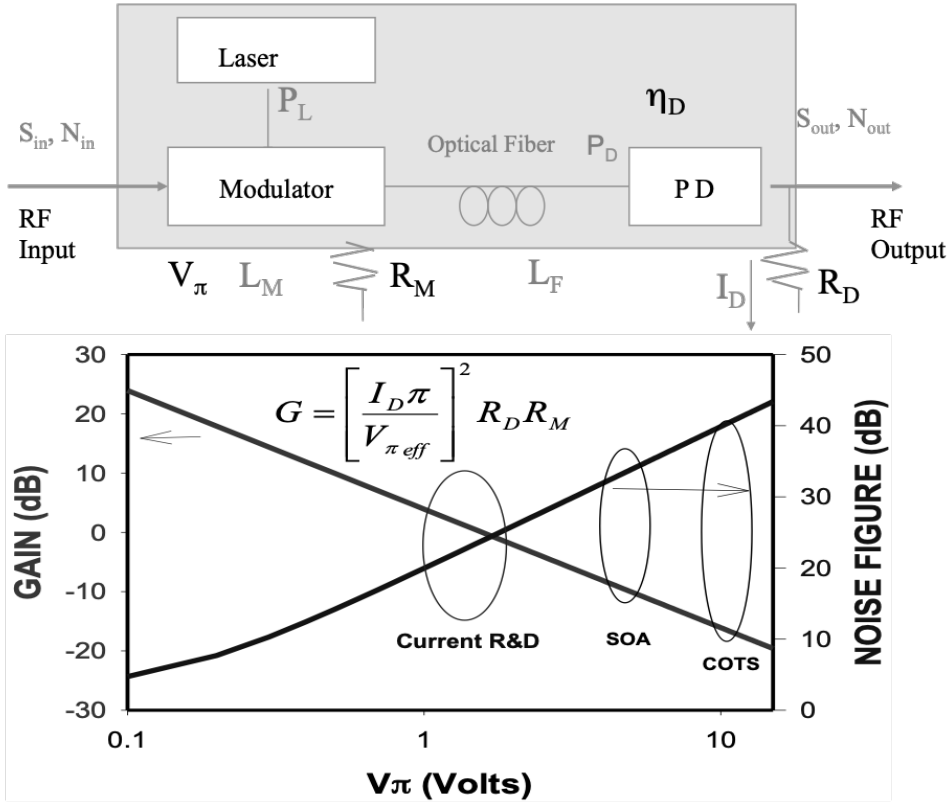 Laser
P_L
η_D
S_in, N_in
S_out, N_out
Optical Fiber
P_D
Modulator
P D
RF
Input
RF
Output
V_π
L_M
R_M
L_F
I_D
R_D
30
20
10
0
-10
-20
-30
GAIN (dB)
G = [I_D π / V_π eff]^2 R_D R_M
Current R&D
SOA
COTS
50
40
30
20
10
0
NOISE FIGURE (dB)
0.1
1
10
Vπ (Volts)